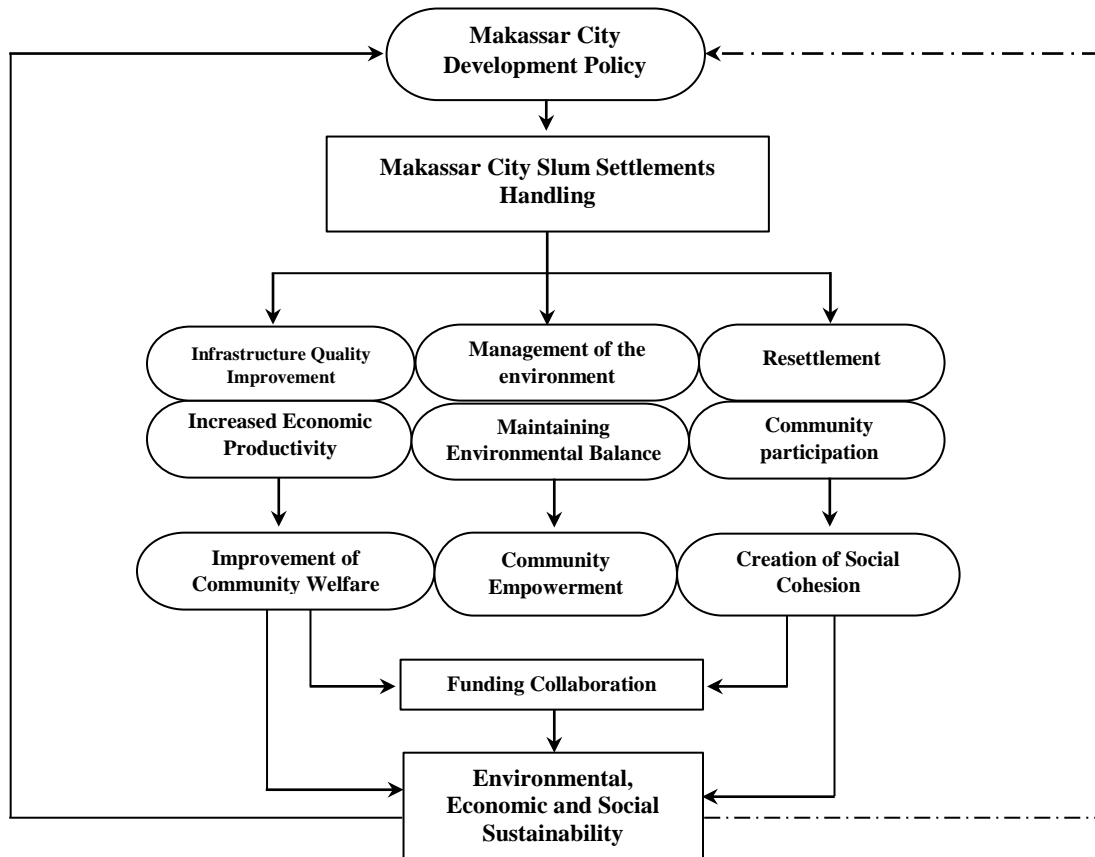 Makassar City
Development Policy
Makassar City Slum Settlements
Handling
Infrastructure Quality
Improvement
Management of the
environment
Resettlement
Increased Economic
Productivity
Maintaining
Environmental Balance
Community
participation
Improvement of
Community Welfare
Community
Empowerment
Creation of Social
Cohesion
Funding Collaboration
Environmental,
Economic and Social
Sustainability